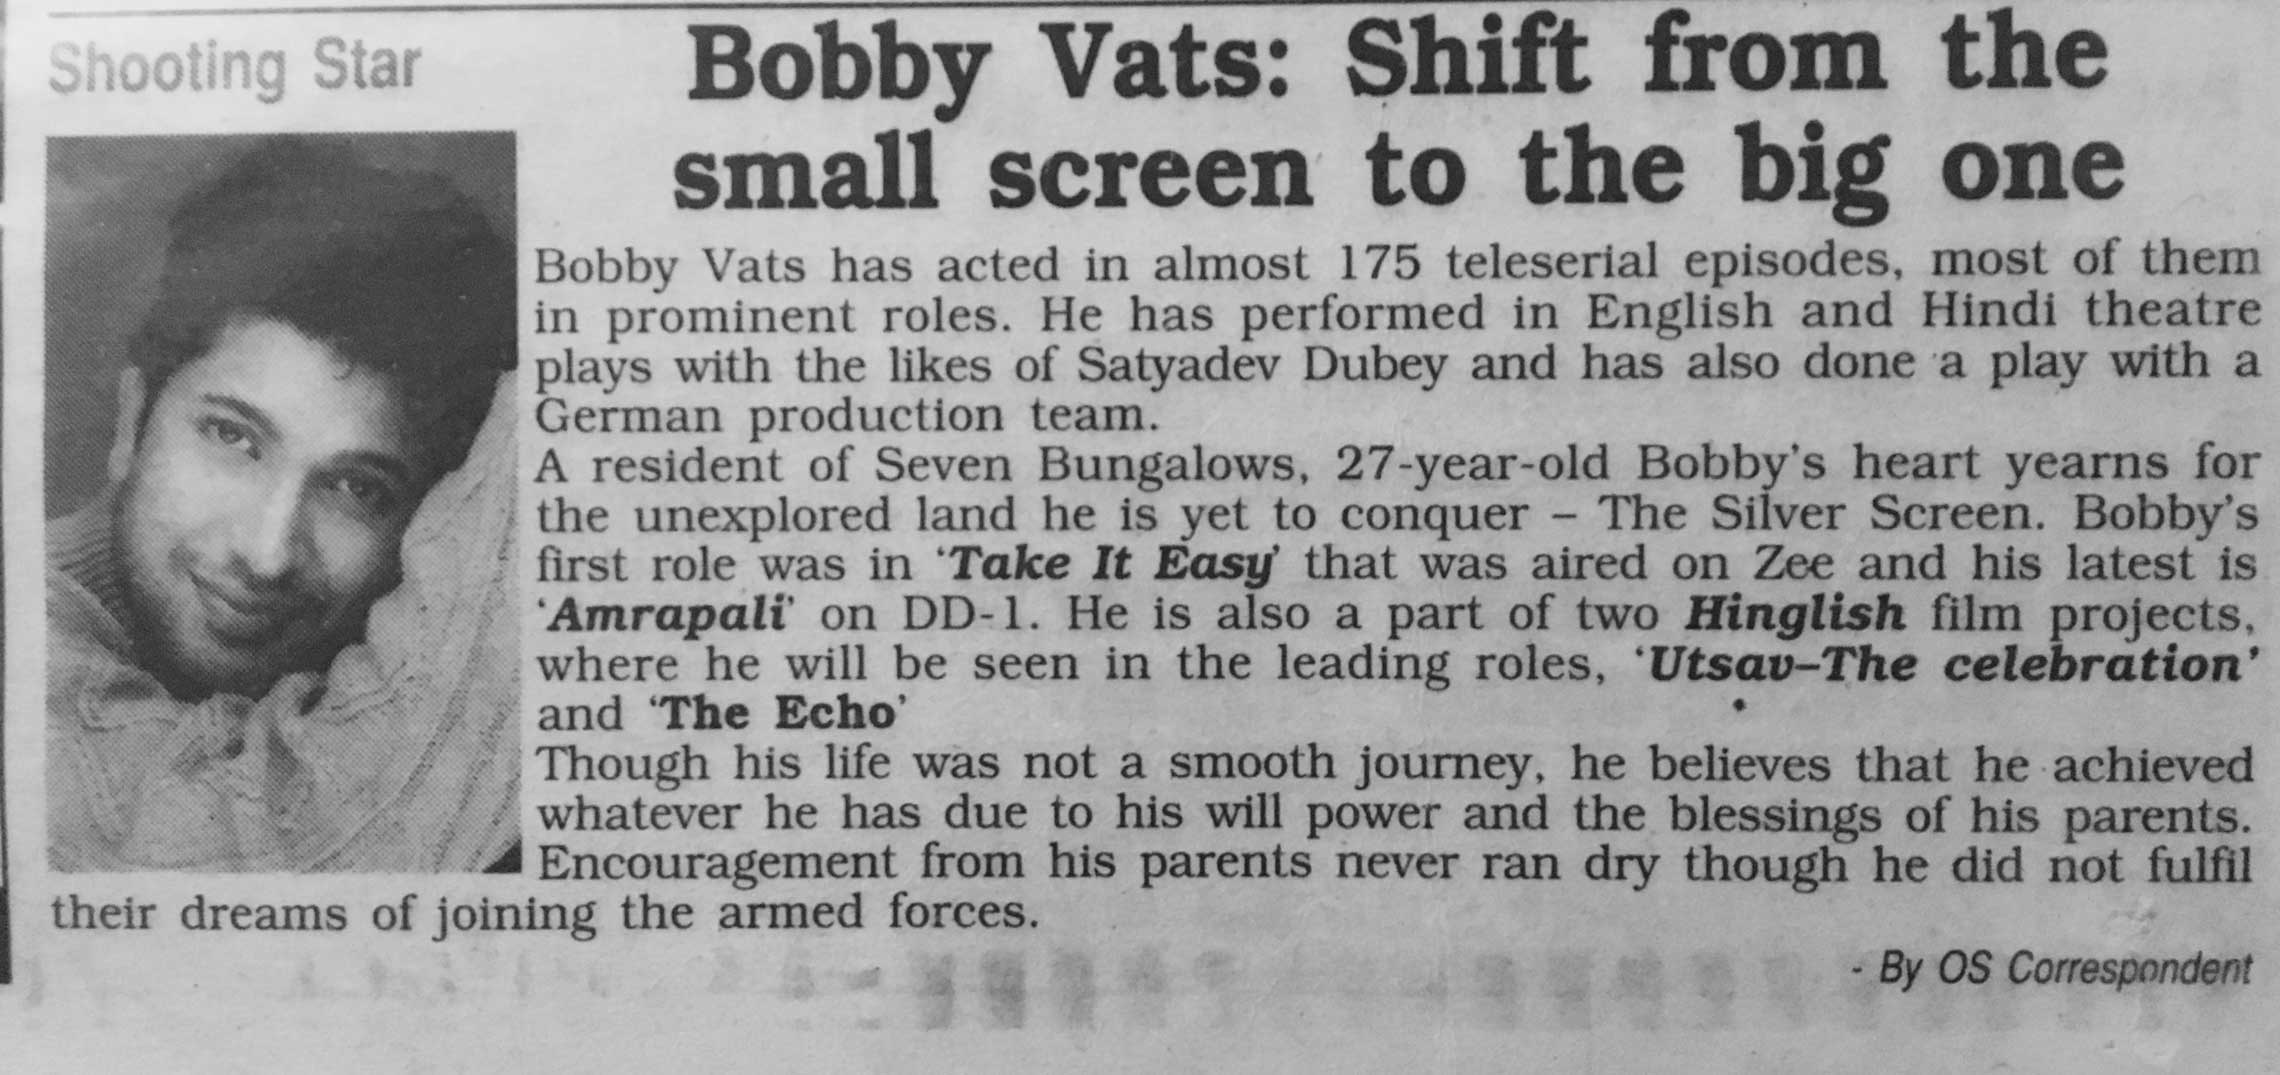 Shooting Star
Bobby Vats: Shift from the
small screen to the big one
Bobby Vats has acted in almost 175 teleserial episodes, most of them
in prominent roles. He has performed in English and Hindi theatre
plays with the likes of Satyadev Dubey and has also done a play with a
German production team.
A resident of Seven Bungalows, 27-year-old Bobby's heart yearns for
the unexplored land he is yet to conquer – The Silver Screen. Bobby's
first role was in 'Take It Easy' that was aired on Zee and his latest is
'Amrapali' on DD-1. He is also a part of two Hinglish film projects,
where he will be seen in the leading roles, 'Utsav–The celebration'
and 'The Echo'
Though his life was not a smooth journey, he believes that he achieved
whatever he has due to his will power and the blessings of his parents.
Encouragement from his parents never ran dry though he did not fulfil
their dreams of joining the armed forces.
- By OS Correspondent